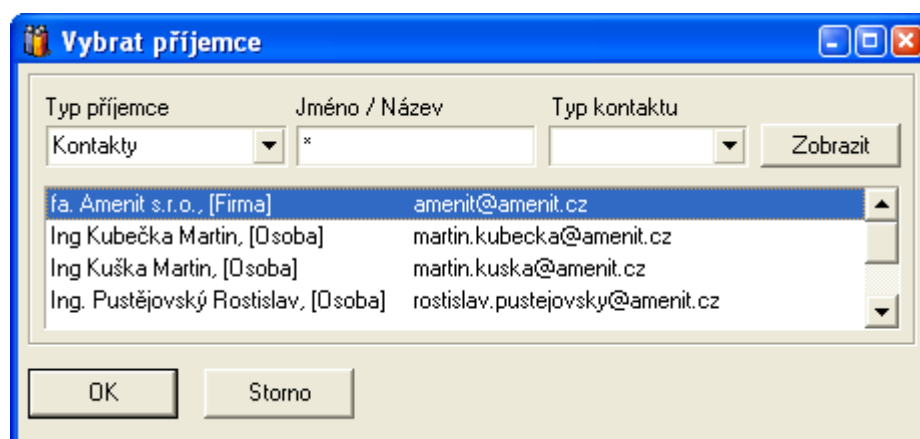 Vybrat příjemce
Typ příjemce Jméno / Název Typ kontaktu
Kontakty * Zobrazit
fa. Amenit s.r.o., [Firma] amenit@amenit.cz
Ing Kubečka Martin, [Osoba] martin.kubecka@amenit.cz
Ing Kuška Martin, [Osoba] martin.kuska@amenit.cz
Ing. Pustějovský Rostislav, [Osoba] rostislav.pustejovsky@amenit.cz
OK Storno